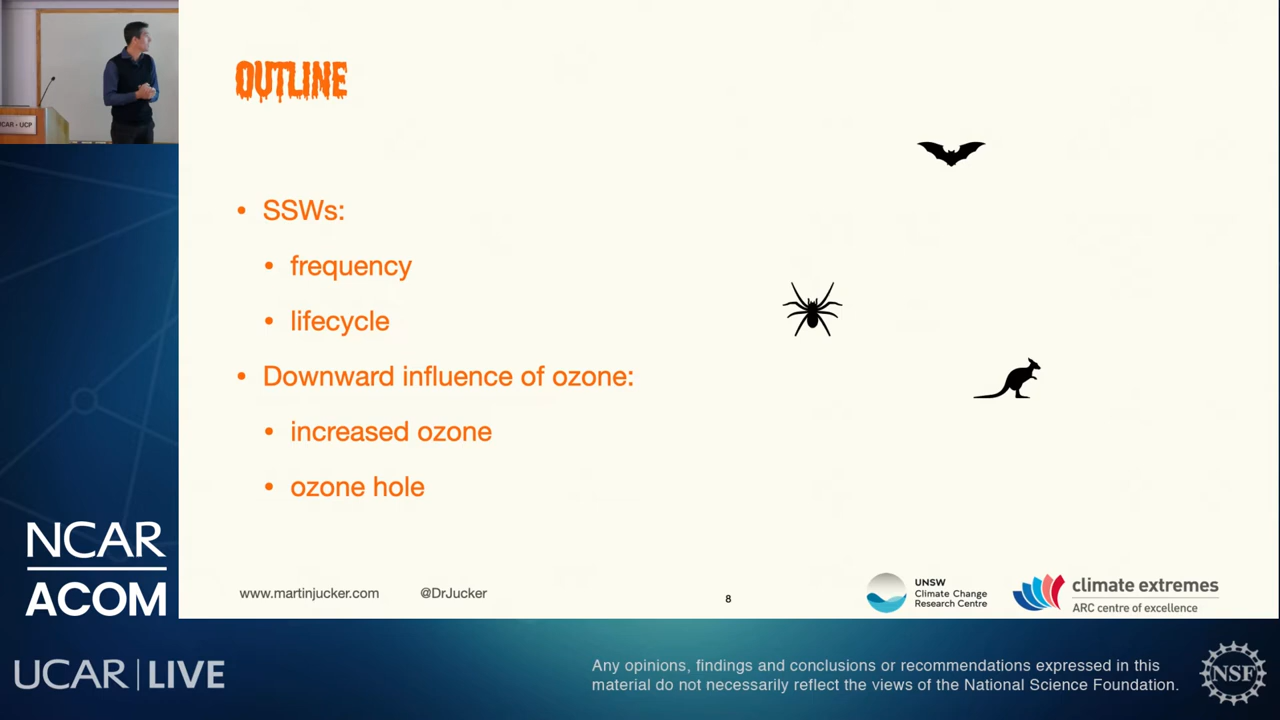 UCAR - UCP
OUTLINE
• SSWs:
• frequency
• lifecycle
• Downward influence of ozone:
• increased ozone
• ozone hole
www.martinjucker.com @DrJucker
8
UNSW
Climate Change
Research Centre
climate extremes
ARC centre of excellence
NCAR
ACOM
UCAR | LIVE
Any opinions, findings and conclusions or recommendations expressed in this
material do not necessarily reflect the views of the National Science Foundation.
NSF